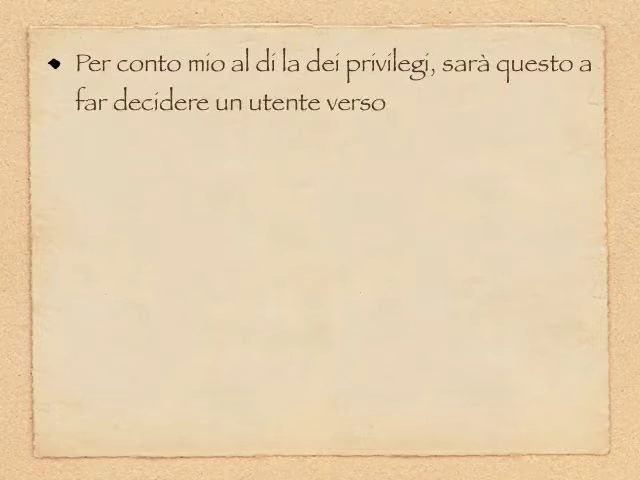 Per conto mio al di la dei privilegi, sarà questo a
far decidere un utente verso